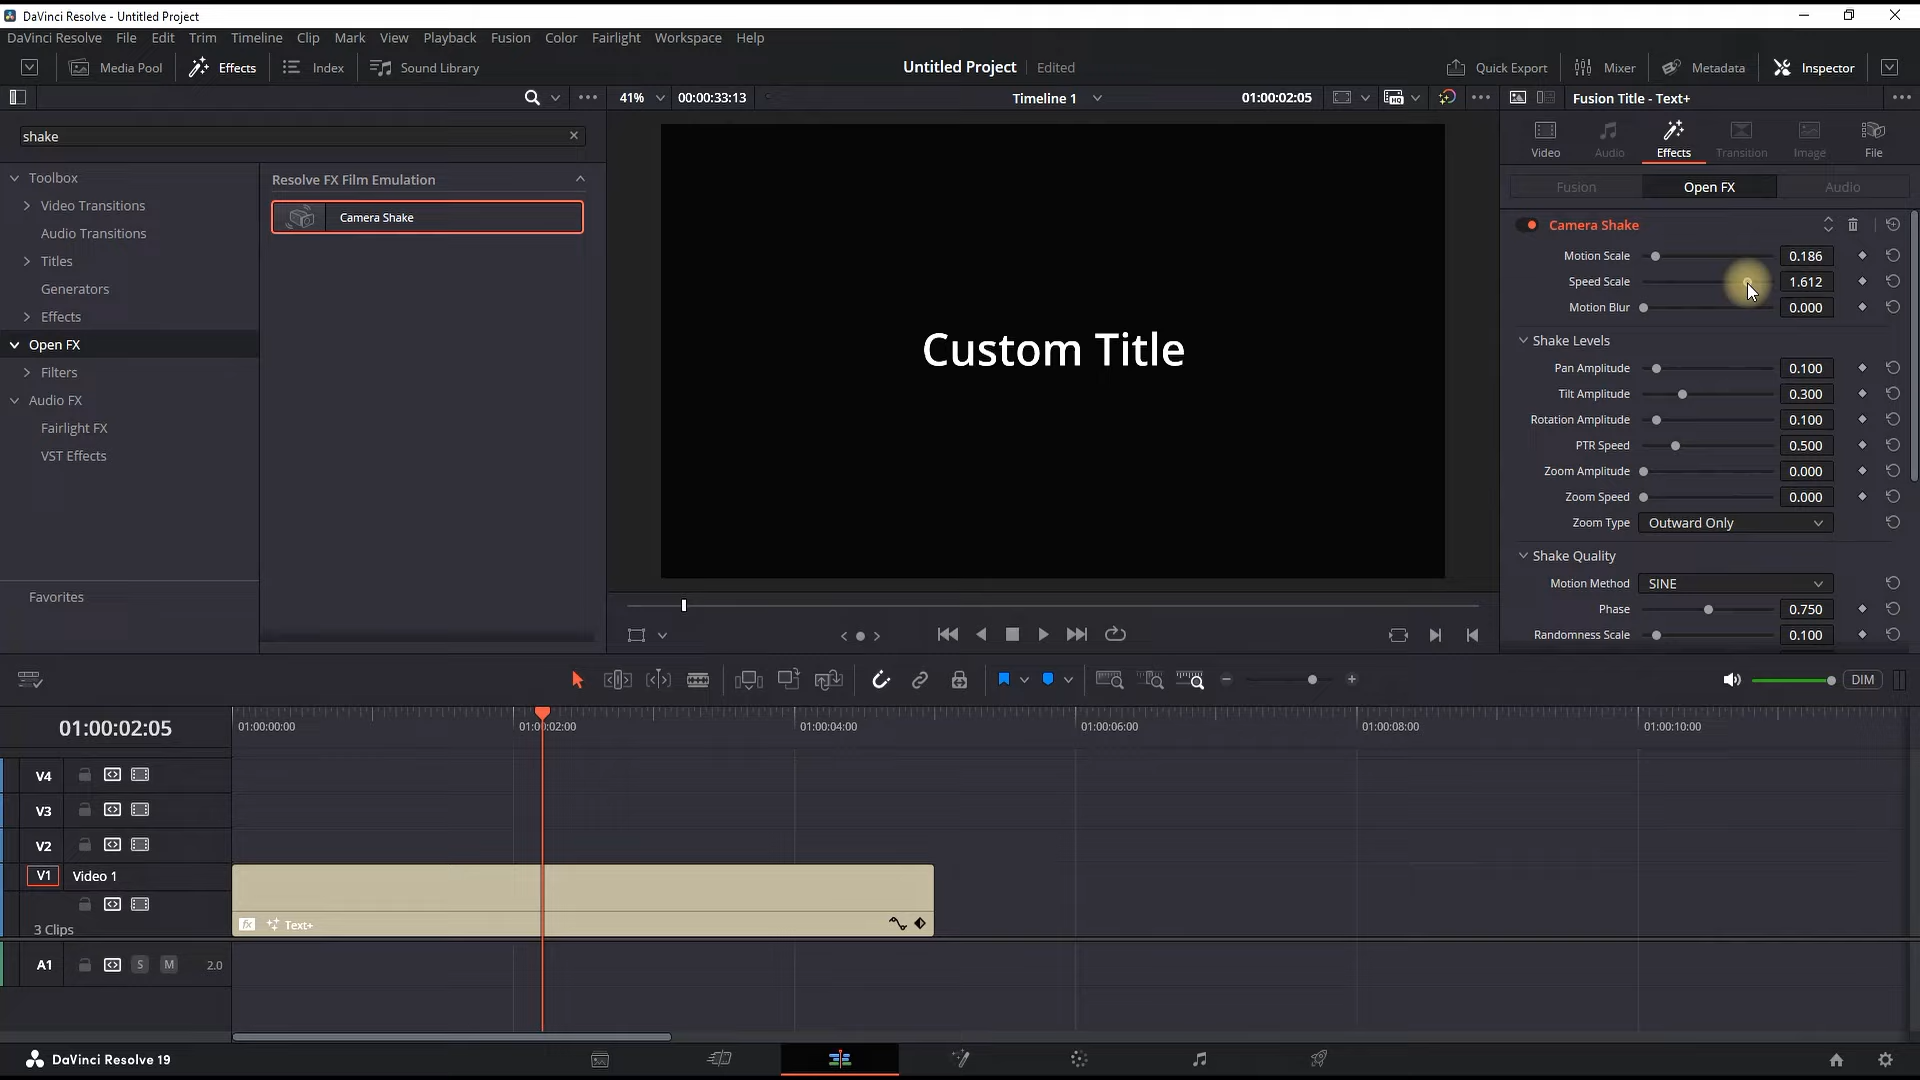 DaVinci Resolve - Untitled Project
DaVinci Resolve File Edit Trim Timeline Clip Mark View Playback Fusion Color Fairlight Workspace Help
Media Pool Effects Index Sound Library Untitled Project Edited Quick Export Mixer Metadata Inspector
41% 00:00:33:13 Timeline 1 01:00:02:05 Fusion Title - Text+
shake
Video Audio Effects Transition Image File
Fusion Open FX Audio
Toolbox
Video Transitions
Audio Transitions
Titles
Generators
Effects
Open FX
Filters
Audio FX
Fairlight FX
VST Effects
Favorites
Resolve FX Film Emulation
Camera Shake
Custom Title
Camera Shake
Motion Scale 0.186
Speed Scale 1.612
Motion Blur 0.000
Shake Levels
Pan Amplitude 0.100
Tilt Amplitude 0.300
Rotation Amplitude 0.100
PTR Speed 0.500
Zoom Amplitude 0.000
Zoom Speed 0.000
Zoom Type Outward Only
Shake Quality
Motion Method SINE
Phase 0.750
Randomness Scale 0.100
DIM
01:00:02:05 01:00:00:00 01:00:02:00 01:00:04:00 01:00:06:00 01:00:08:00 01:00:10:00
V4
V3
V2
V1 Video 1
3 Clips
fx Text+
A1 S M 2.0
DaVinci Resolve 19